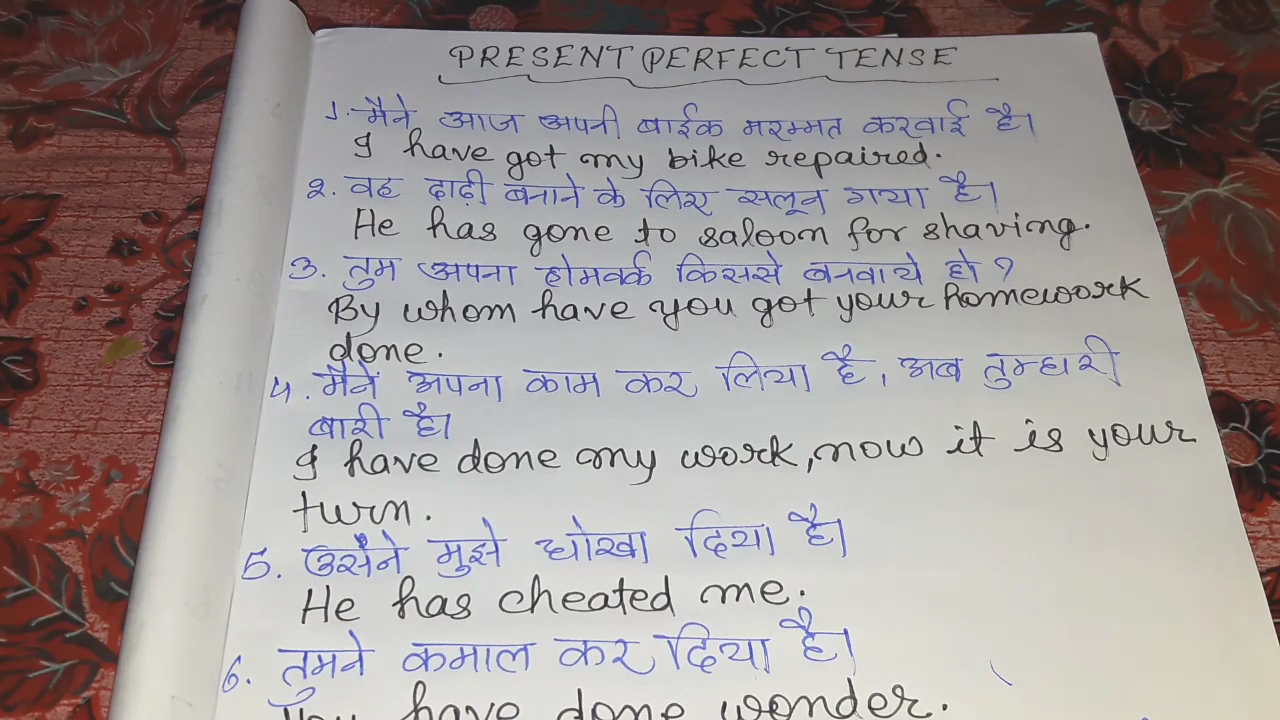 PRESENT PERFECT TENSE
1. मैने आज अपनी बाईक मरम्मत करवाई है।
I have got my bike repaired.
2. वह दाढ़ी बनाने के लिए सलून गया है।
He has gone to saloon for shaving.
3. तुम अपना होमवर्क किससे बनवाये हो ?
By whom have you got your homewoork
done.
4. मैनें अपना काम कर लिया है, अब तुम्हारी
बारी है।
I have done my work, now it is your
turn.
5. उसने मुझे धोखा दिया है।
He has cheated me.
6. तुमने कमाल कर दिया है।
You have done wonder.